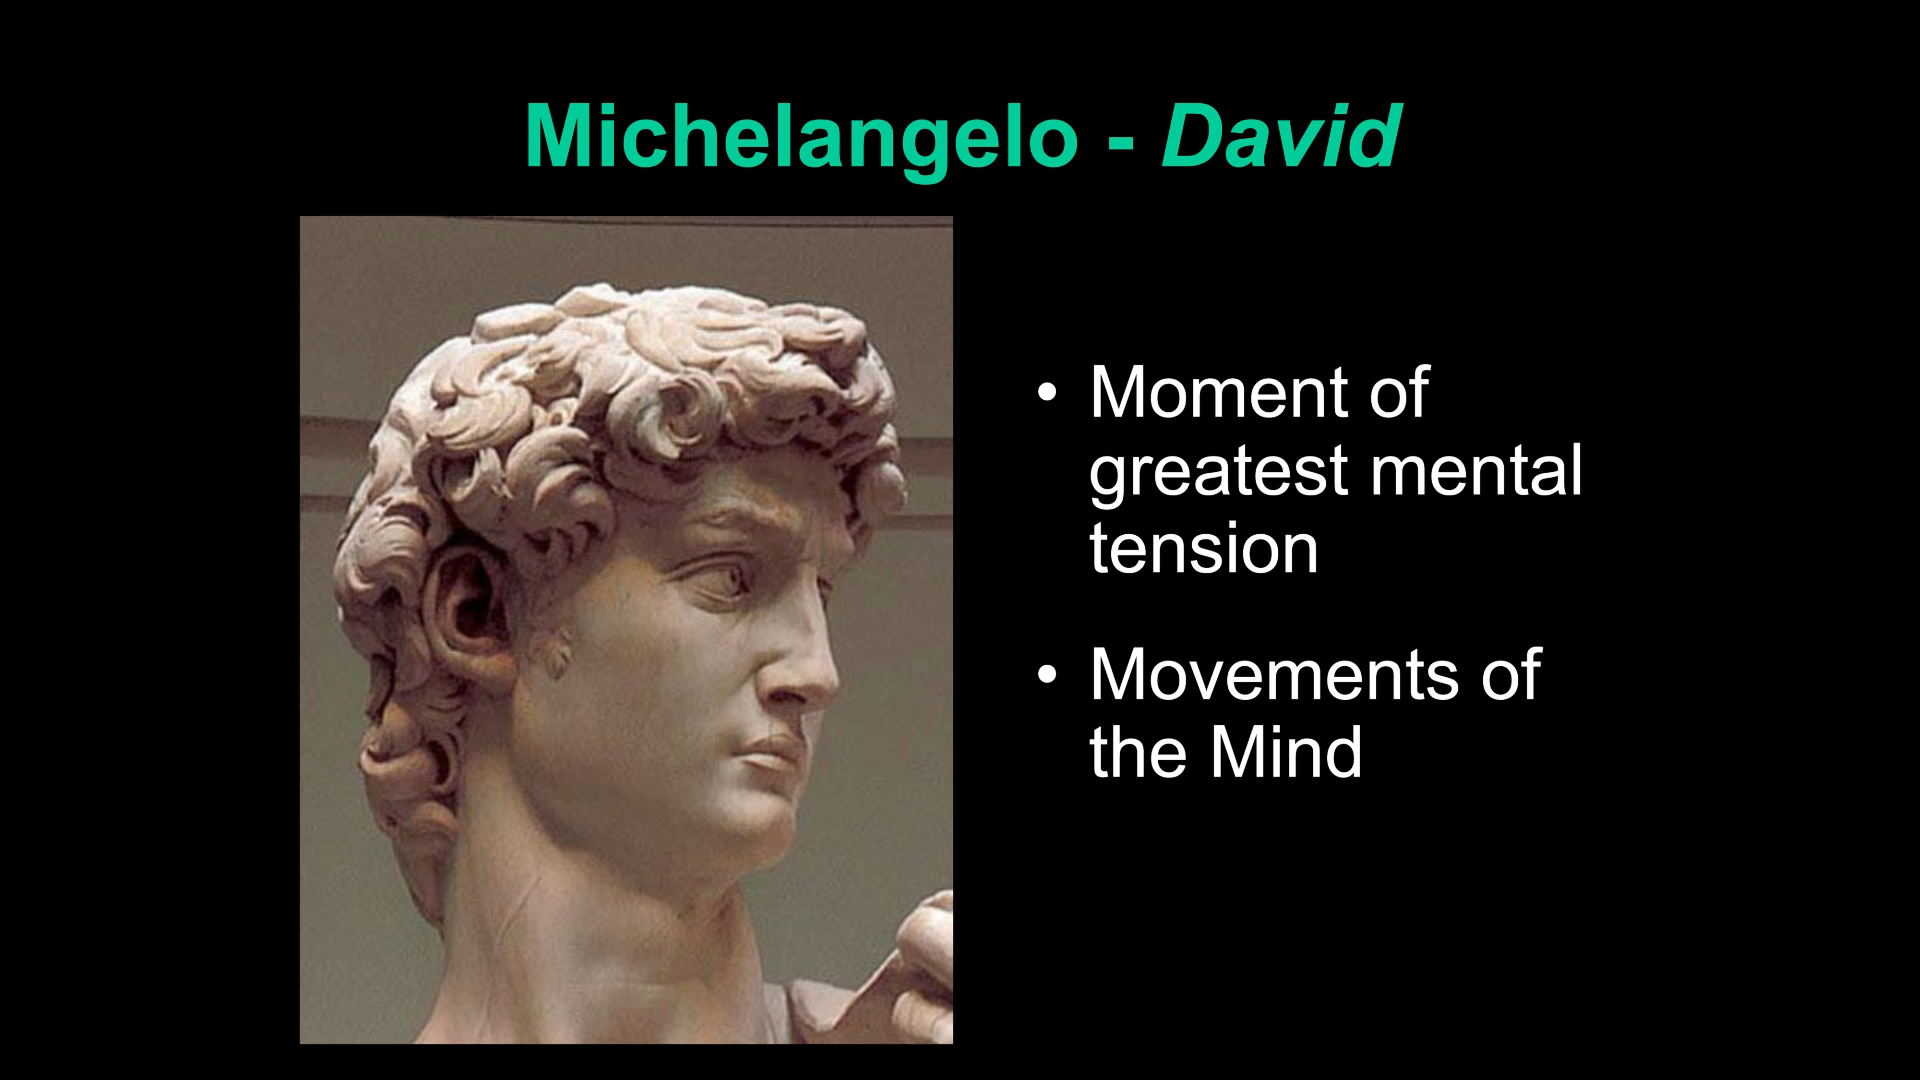 Michelangelo - David
• Moment of
greatest mental
tension
• Movements of
the Mind